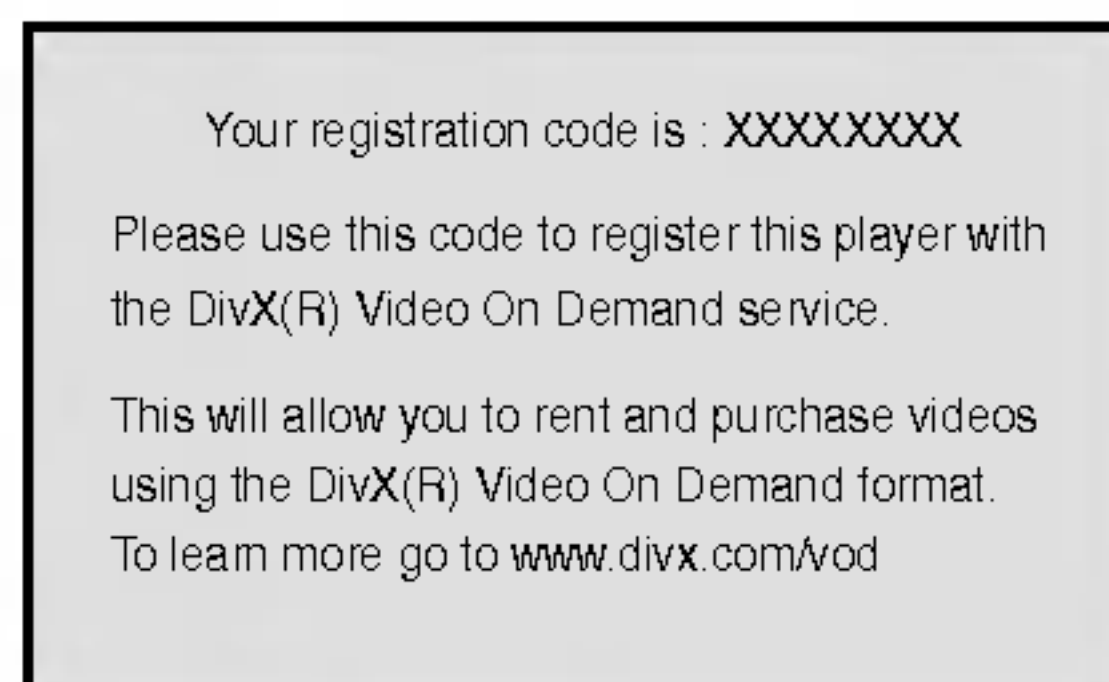 Your registration code is : XXXXXXXX
Please use this code to register this player with
the DivX(R) Video On Demand service.
This will allow you to rent and purchase videos
using the DivX(R) Video On Demand format.
To learn more go to www.divx.com/vod